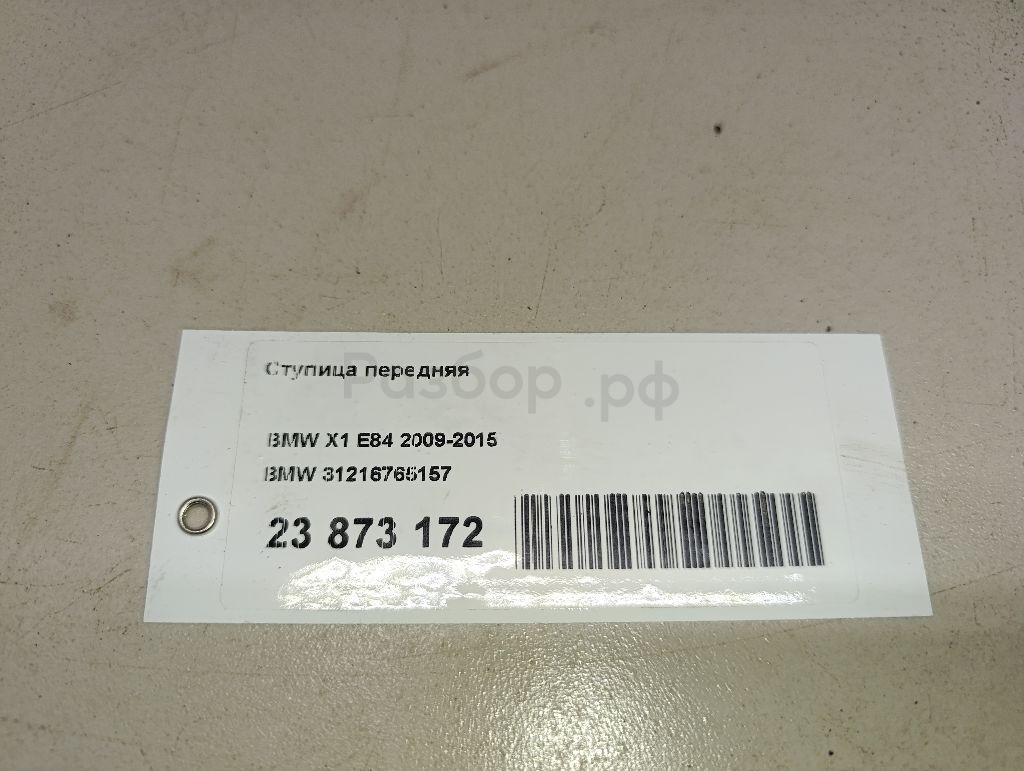 Ступица передняя
Разбор.рф
BMW X1 E84 2009-2015
BMW 31216765157
23 873 172